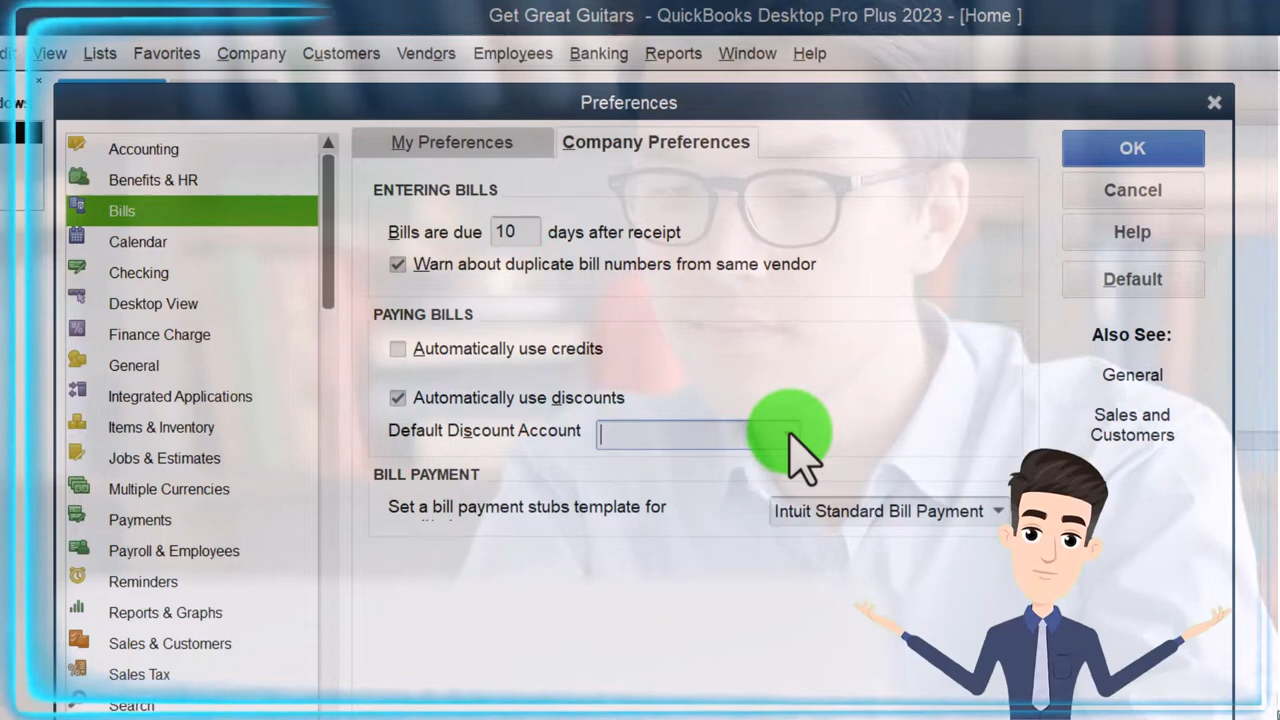 Get Great Guitars - QuickBooks Desktop Pro Plus 2023 - [Home ]
View Lists Favorites Company Customers Vendors Employees Banking Reports Window Help
Preferences
Accounting
Benefits & HR
Bills
Calendar
Checking
Desktop View
Finance Charge
General
Integrated Applications
Items & Inventory
Jobs & Estimates
Multiple Currencies
Payments
Payroll & Employees
Reminders
Reports & Graphs
Sales & Customers
Sales Tax
Search
My Preferences
Company Preferences
ENTERING BILLS
Bills are due 10 days after receipt
Warn about duplicate bill numbers from same vendor
PAYING BILLS
Automatically use credits
Automatically use discounts
Default Discount Account
BILL PAYMENT
Set a bill payment stubs template for
Intuit Standard Bill Payment
OK
Cancel
Help
Default
Also See:
General
Sales and
Customers